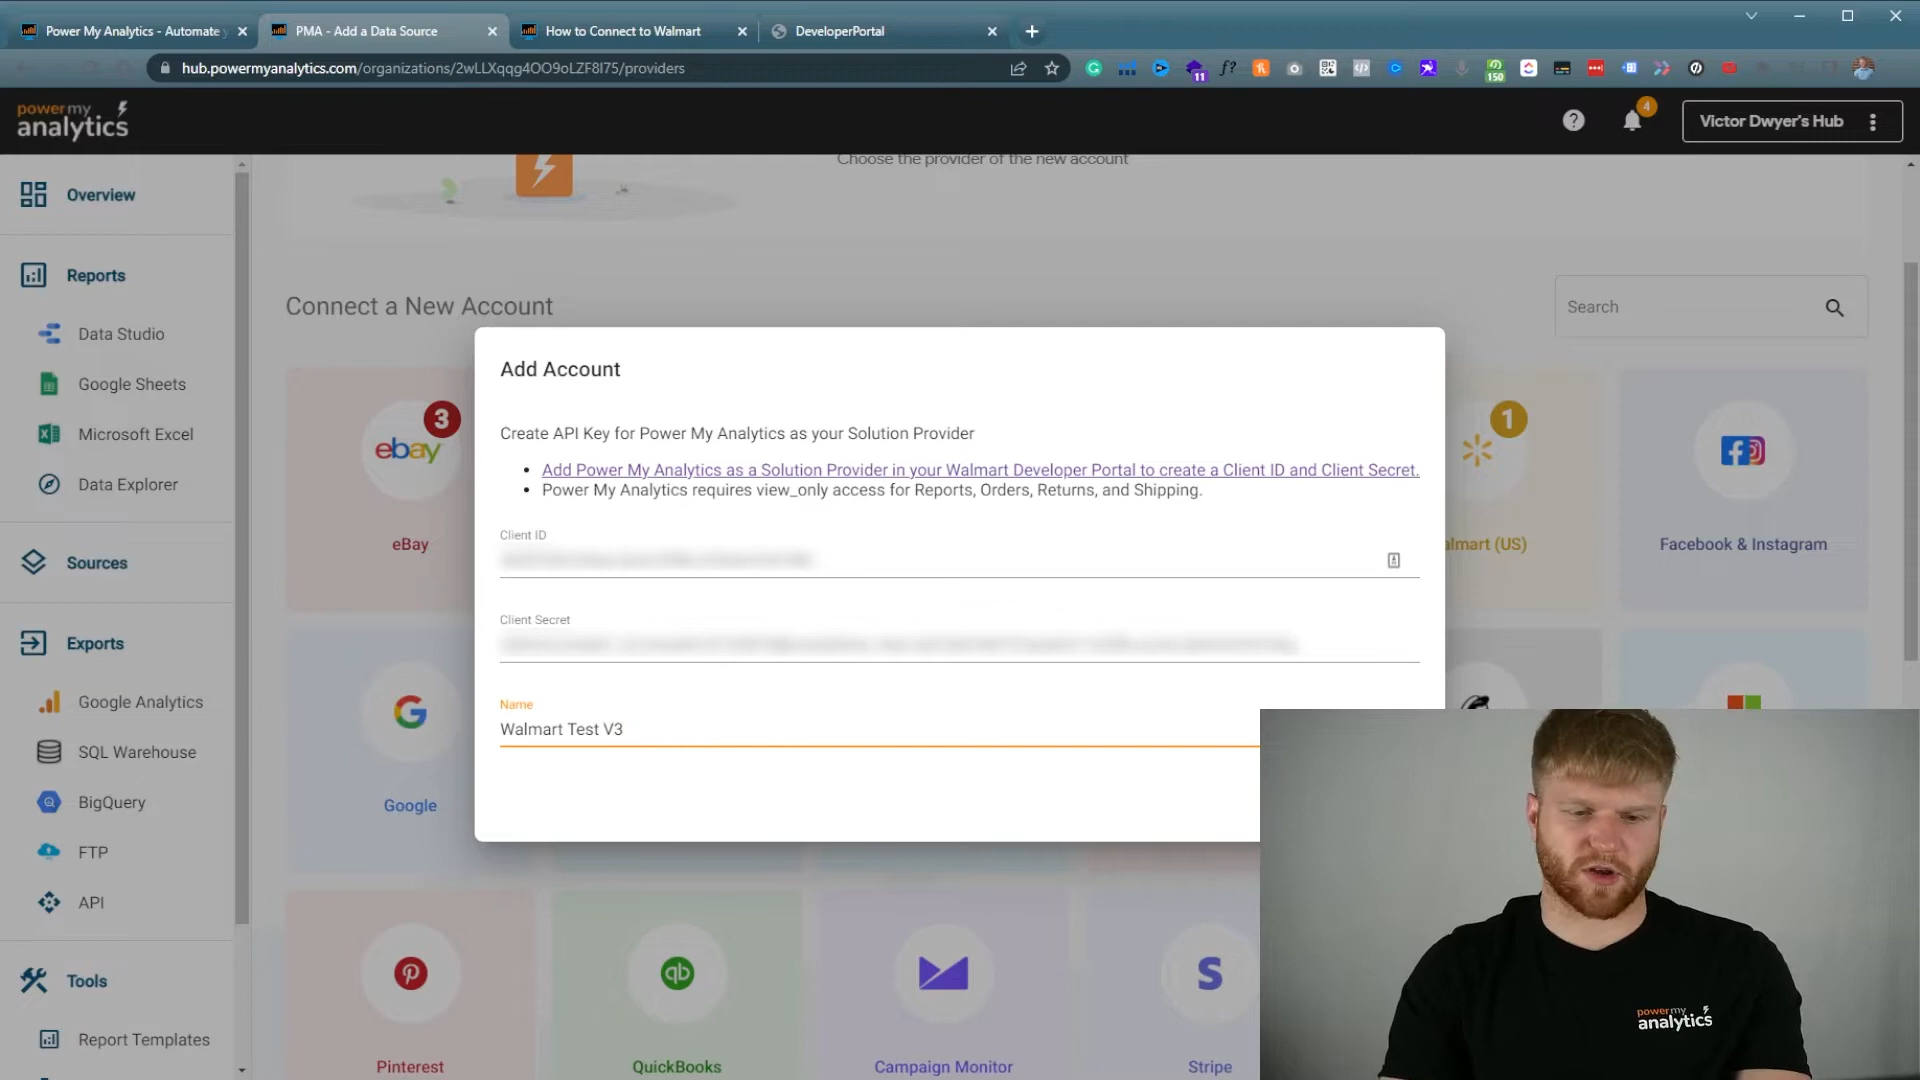 Power My Analytics - Automate y
PMA - Add a Data Source
How to Connect to Walmart
DeveloperPortal
hub.powermyanalytics.com/organizations/2wLLXqqg4OO9oLZF8I75/providers
11
f?
150
power my
analytics
4
Victor Dwyer's Hub
Overview
Reports
Data Studio
Google Sheets
Microsoft Excel
Data Explorer
Sources
Exports
Google Analytics
SQL Warehouse
BigQuery
FTP
API
Tools
Report Templates
Choose the provider of the new account
Connect a New Account
Search
3
ebay
eBay
1
almart (US)
Facebook & Instagram
Google
Pinterest
qb
QuickBooks
Campaign Monitor
S
Stripe
Add Account
Create API Key for Power My Analytics as your Solution Provider
• Add Power My Analytics as a Solution Provider in your Walmart Developer Portal to create a Client ID and Client Secret.
• Power My Analytics requires view_only access for Reports, Orders, Returns, and Shipping.
Client ID
Client Secret
Name
Walmart Test V3
power my
analytics